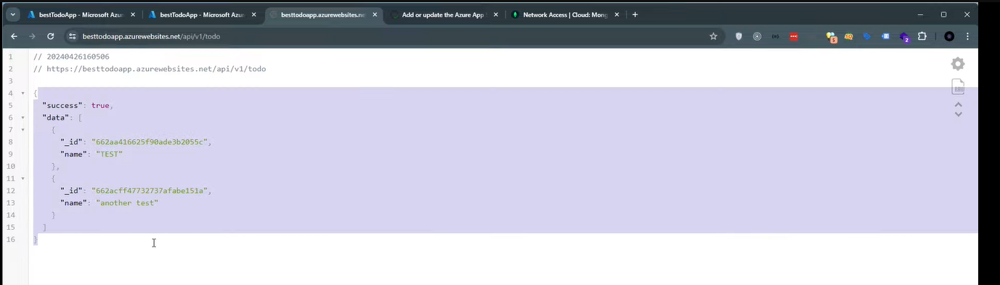 bestTodoApp - Microsoft Azur
bestTodoApp - Microsoft Azur
besttodoapp.azurewebsites.ne
Add or update the Azure App
Network Access | Cloud: Mong
besttodoapp.azurewebsites.net/api/v1/todo
5
2
1 // 20240426160506
2 // https://besttodoapp.azurewebsites.net/api/v1/todo
3
4 {
5 "success": true,
6 "data": [
7 {
8 "_id": "662aa416625f90ade3b2055c",
9 "name": "TEST"
10 },
11 {
12 "_id": "662acff47732737afabe151a",
13 "name": "another test"
14 }
15 ]
16 }